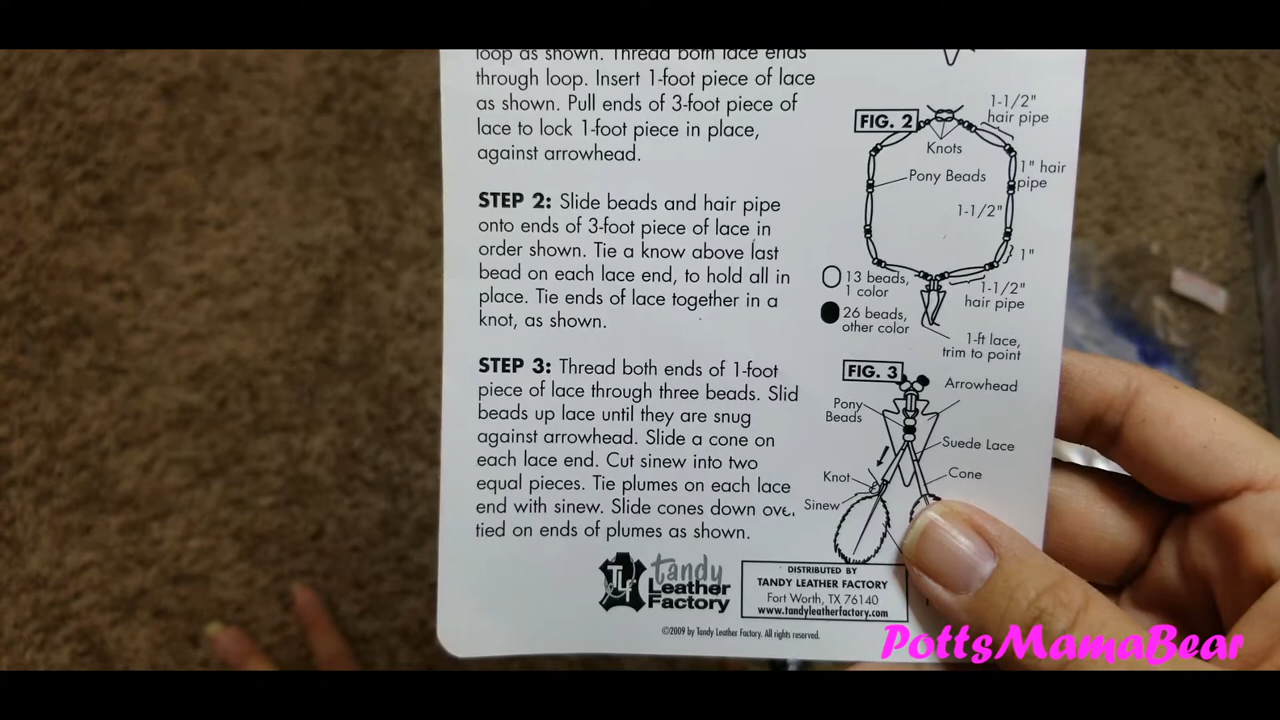 loop as shown. Thread both lace ends
through loop. Insert 1-foot piece of lace
as shown. Pull ends of 3-foot piece of
lace to lock 1-foot piece in place,
against arrowhead.
STEP 2: Slide beads and hair pipe
onto ends of 3-foot piece of lace in
order shown. Tie a know above last
bead on each lace end, to hold all in
place. Tie ends of lace together in a
knot, as shown.
STEP 3: Thread both ends of 1-foot
piece of lace through three beads. Slid
beads up lace until they are snug
against arrowhead. Slide a cone on
each lace end. Cut sinew into two
equal pieces. Tie plumes on each lace
end with sinew. Slide cones down over
tied on ends of plumes as shown.
FIG. 2
1-1/2"
hair pipe
Knots
1" hair
pipe
Pony Beads
1-1/2"
1"
13 beads,
1 color
1-1/2"
hair pipe
26 beads,
other color
1-ft lace,
trim to point
FIG. 3
Arrowhead
Pony
Beads
Suede Lace
Cone
Knot
Sinew
TLF
tandy
Leather
Factory
DISTRIBUTED BY
TANDY LEATHER FACTORY
Fort Worth, TX 76140
www.tandyleatherfactory.com
©2009 by Tandy Leather Factory. All rights reserved.
PottsMamaBear